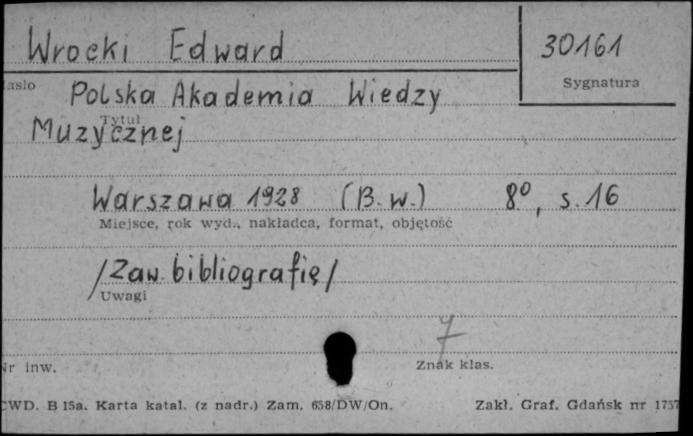 Wrocki Edward
30161
Hasło
Sygnatura
Polska Akademia Wiedzy
Tytuł
Muzycznej
Warszawa 1928 (B. w.) 8°, s. 16
Miejsce, rok wyd., nakładca, format, objętość
/Zaw. bibliografię/
Uwagi
7
Nr inw.
Znak klas.
CWD. B 15a. Karta katal. (z nadr.) Zam. 658/DW/On. Zakł. Graf. Gdańsk nr 1757